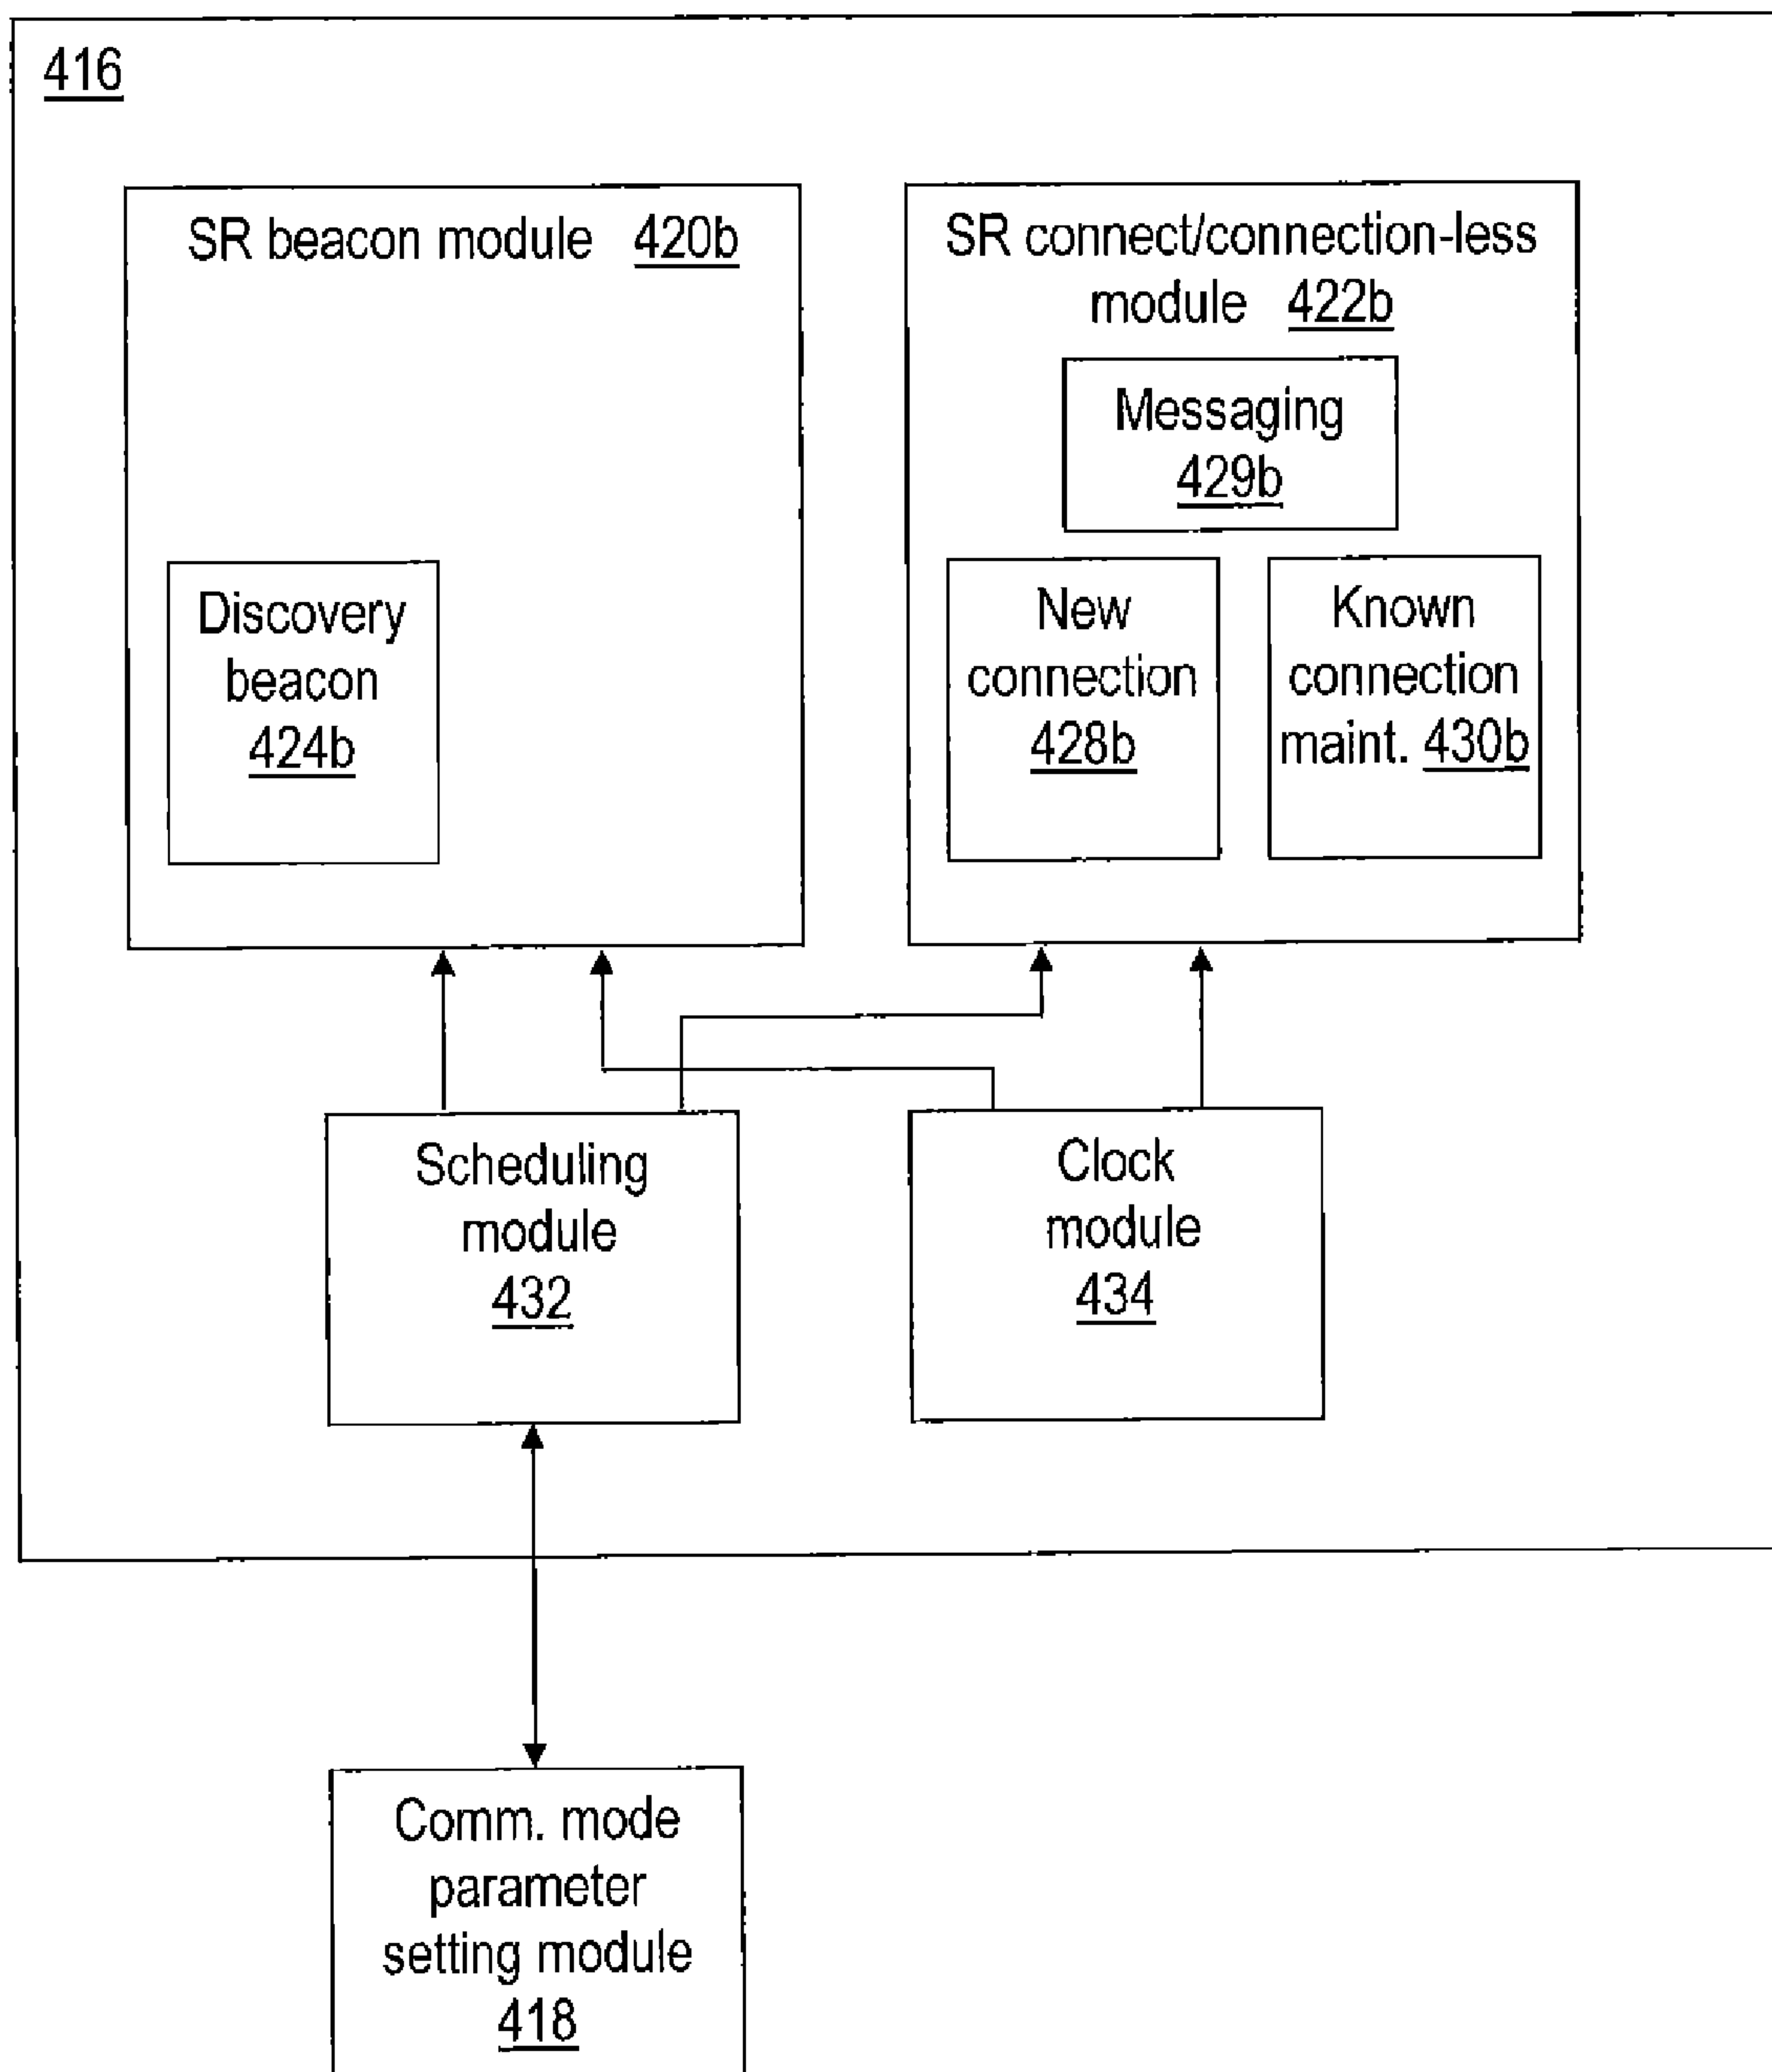 416
SR beacon module 420b
Discovery
beacon
424b
SR connect/connection-less
module 422b
Messaging
429b
New
connection
428b
Known
connection
maint. 430b
Scheduling
module
432
Clock
module
434
Comm. mode
parameter
setting module
418